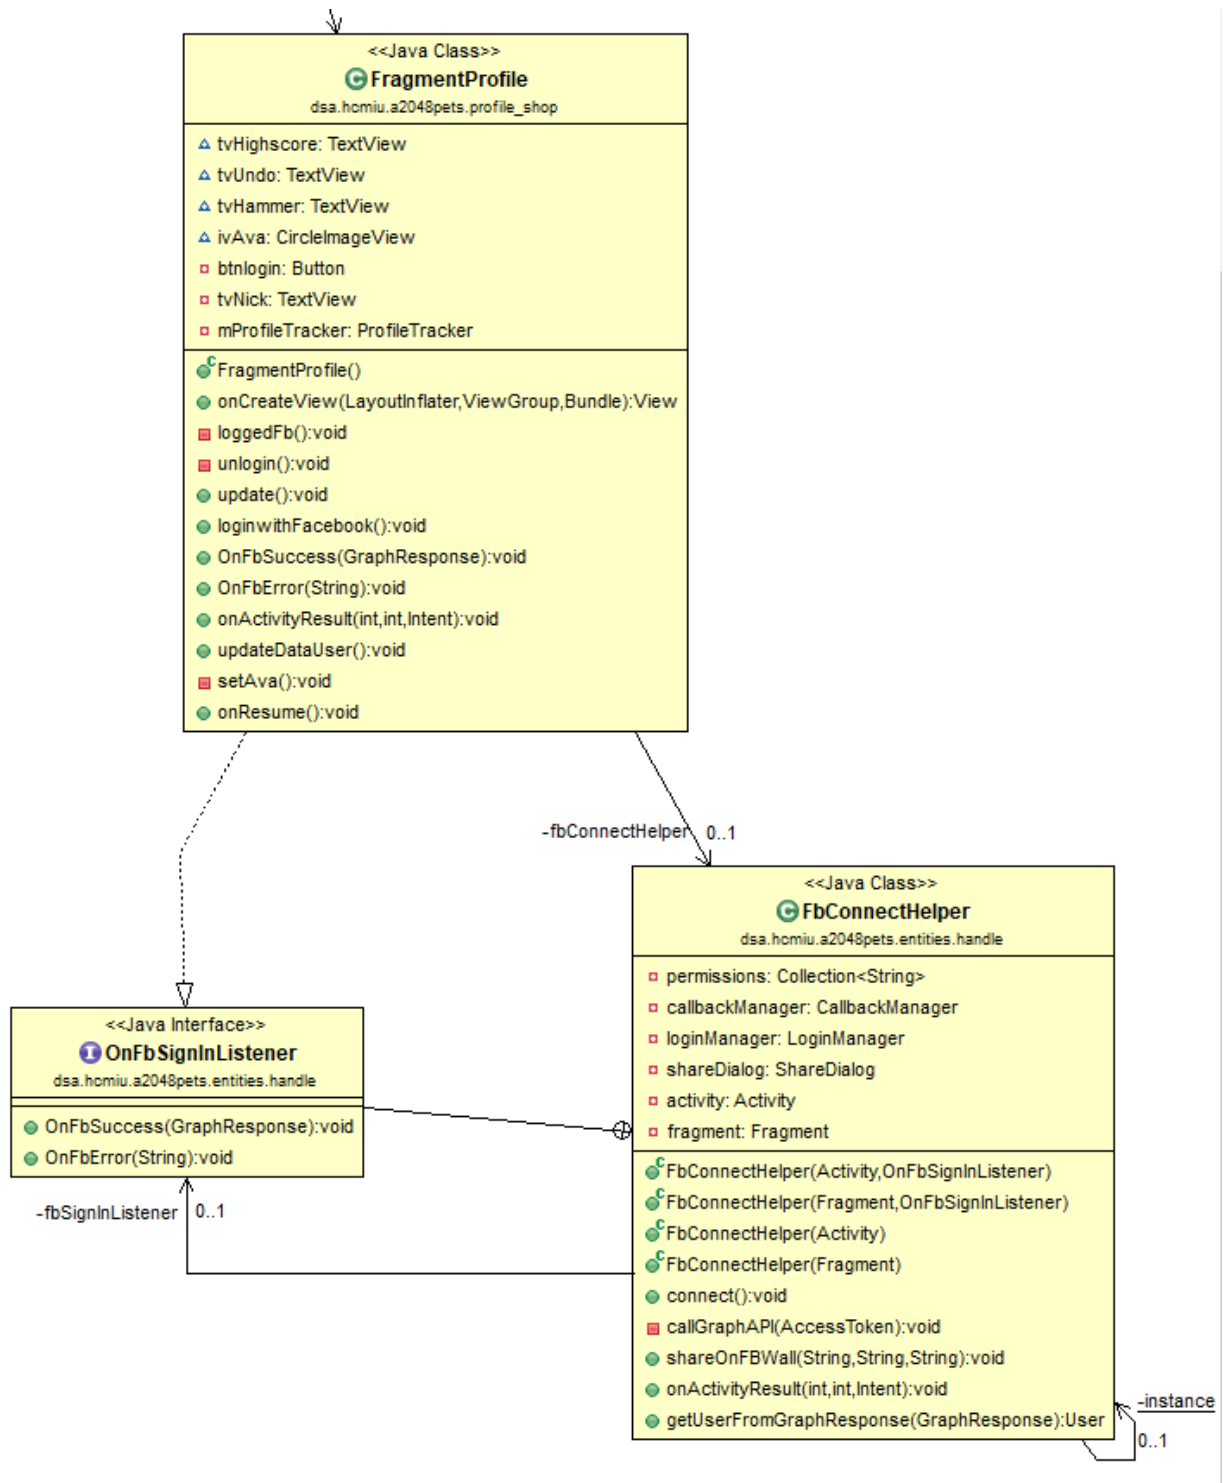 <<Java Class>>
FragmentProfile
dsa.hcmiu.a2048pets.profile_shop
tvHighscore: TextView
tvUndo: TextView
tvHammer: TextView
ivAva: CircleImageView
btnlogin: Button
tvNick: TextView
mProfileTracker: ProfileTracker
FragmentProfile()
onCreateView(LayoutInflater,ViewGroup,Bundle):View
loggedFb():void
unlogin():void
update():void
loginwithFacebook():void
OnFbSuccess(GraphResponse):void
OnFbError(String):void
onActivityResult(int,int,Intent):void
updateDataUser():void
setAva():void
onResume():void
-fbConnectHelper 0..1
<<Java Class>>
FbConnectHelper
dsa.hcmiu.a2048pets.entities.handle
permissions: Collection<String>
callbackManager: CallbackManager
loginManager: LoginManager
shareDialog: ShareDialog
activity: Activity
fragment: Fragment
FbConnectHelper(Activity,OnFbSignInListener)
FbConnectHelper(Fragment,OnFbSignInListener)
FbConnectHelper(Activity)
FbConnectHelper(Fragment)
connect():void
callGraphAPI(AccessToken):void
shareOnFBWall(String,String,String):void
onActivityResult(int,int,Intent):void
getUserFromGraphResponse(GraphResponse):User
-instance
0..1
<<Java Interface>>
OnFbSignInListener
dsa.hcmiu.a2048pets.entities.handle
OnFbSuccess(GraphResponse):void
OnFbError(String):void
-fbSignInListener 0..1